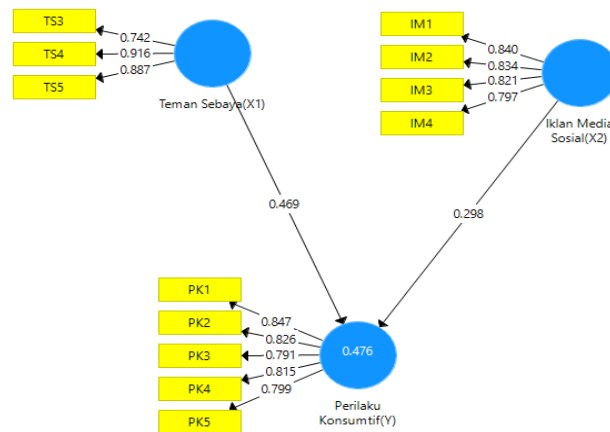 TS3
0.742
TS4
0.916
TS5
0.887
Teman Sebaya(X1)
IM1
0.840
IM2
0.834
IM3
0.821
IM4
0.797
Iklan Media
Sosial(X2)
0.469
0.298
PK1
0.847
PK2
0.826
PK3
0.791
PK4
0.815
PK5
0.799
0.476
Perilaku
Konsumtif(Y)